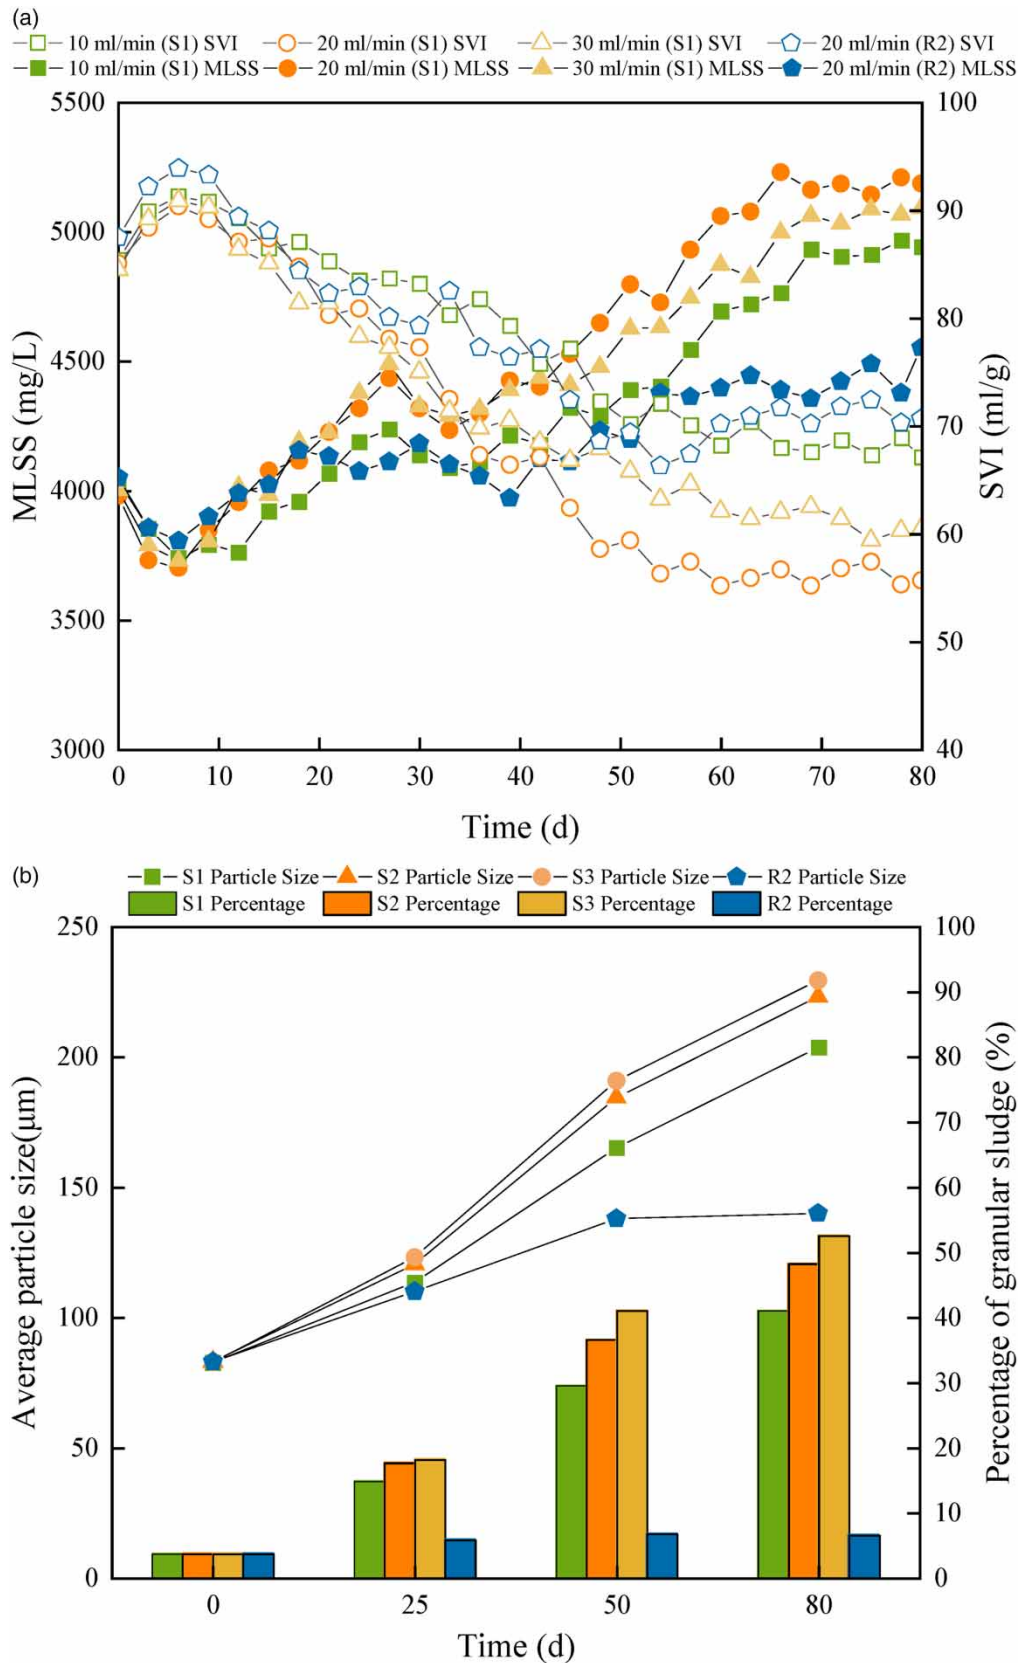 (a)
10 ml/min (S1) SVI 20 ml/min (S1) SVI 30 ml/min (S1) SVI 20 ml/min (R2) SVI
10 ml/min (S1) MLSS 20 ml/min (S1) MLSS 30 ml/min (S1) MLSS 20 ml/min (R2) MLSS
5500 100
90
5000
80
4500
70
4000
60
3500
50
3000 40
MLSS (mg/L)
SVI (ml/g)
0 10 20 30 40 50 60 70 80
Time (d)
(b)
S1 Particle Size S2 Particle Size S3 Particle Size R2 Particle Size
S1 Percentage S2 Percentage S3 Percentage R2 Percentage
250 100
90
200 80
70
150 60
50
100 40
30
50 20
10
0 0
Average particle size(μm)
Percentage of granular sludge (%)
0 25 50 80
Time (d)